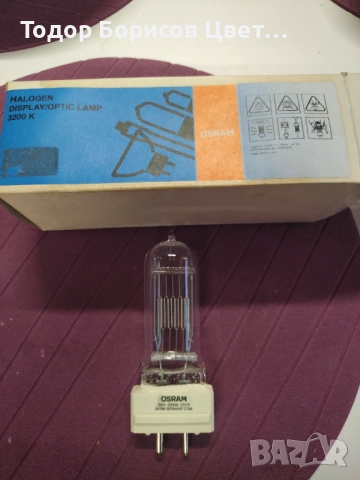 Тодор Борисов Цвет...
HALOGEN
DISPLAY/OPTIC LAMP
3200 K
OSRAM
OSRAM
bazar